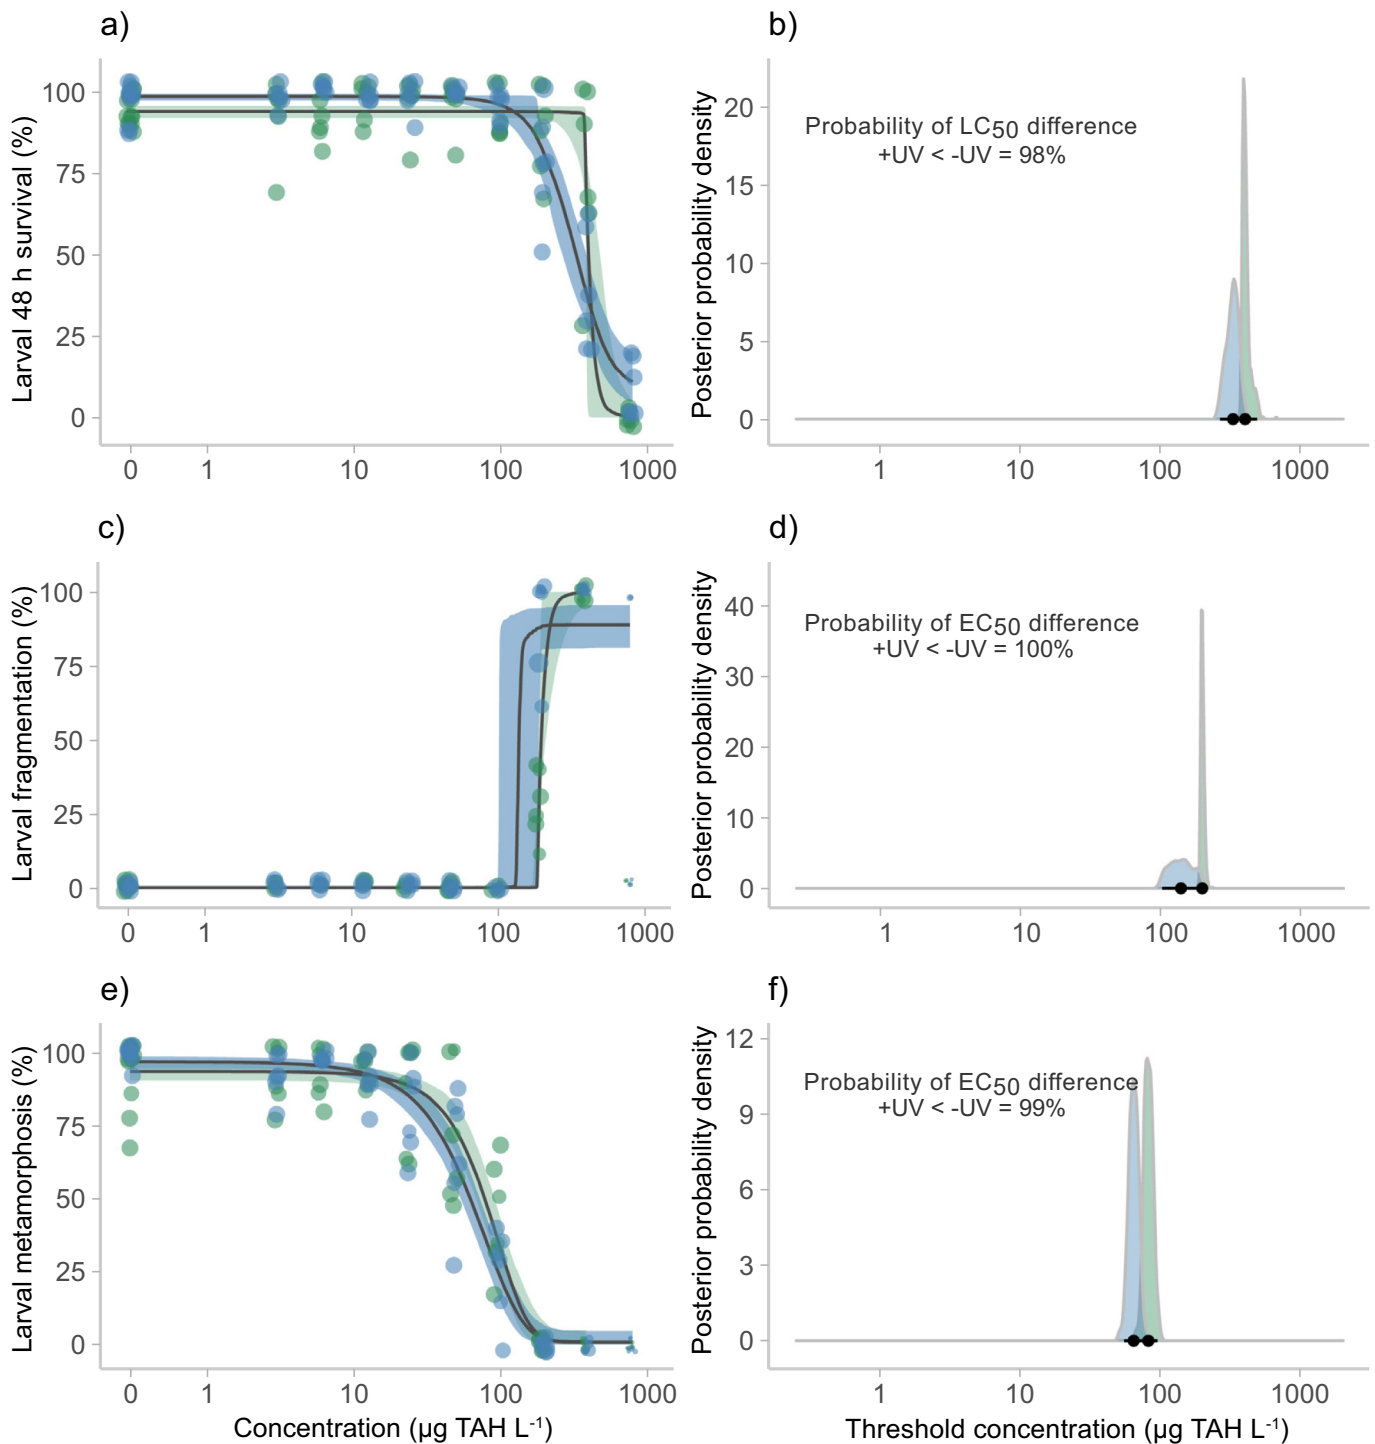 a)
Larval 48 h survival (%)
100
75
50
25
0
0 1 10 100 1000
b)
Posterior probability density
20
15
10
5
0
Probability of LC50 difference
+UV < -UV = 98%
1 10 100 1000
c)
Larval fragmentation (%)
100
75
50
25
0
0 1 10 100 1000
d)
Posterior probability density
40
30
20
10
0
Probability of EC50 difference
+UV < -UV = 100%
1 10 100 1000
e)
Larval metamorphosis (%)
100
75
50
25
0
0 1 10 100 1000
Concentration (µg TAH L-1)
f)
Posterior probability density
12
9
6
3
0
Probability of EC50 difference
+UV < -UV = 99%
1 10 100 1000
Threshold concentration (µg TAH L-1)